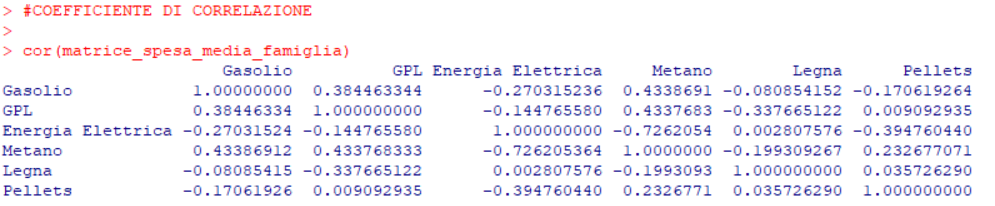 > #COEFFICIENTE DI CORRELAZIONE
>
> cor(matrice_spesa_media_famiglia)
Gasolio GPL Energia Elettrica Metano Legna Pellets
Gasolio 1.00000000 0.384463344 -0.270315236 0.4338691 -0.080854152 -0.170619264
GPL 0.38446334 1.000000000 -0.144765580 0.4337683 -0.337665122 0.009092935
Energia Elettrica -0.27031524 -0.144765580 1.000000000 -0.7262054 0.002807576 -0.394760440
Metano 0.43386912 0.433768333 -0.726205364 1.0000000 -0.199309267 0.232677071
Legna -0.08085415 -0.337665122 0.002807576 -0.1993093 1.000000000 0.035726290
Pellets -0.17061926 0.009092935 -0.394760440 0.2326771 0.035726290 1.000000000